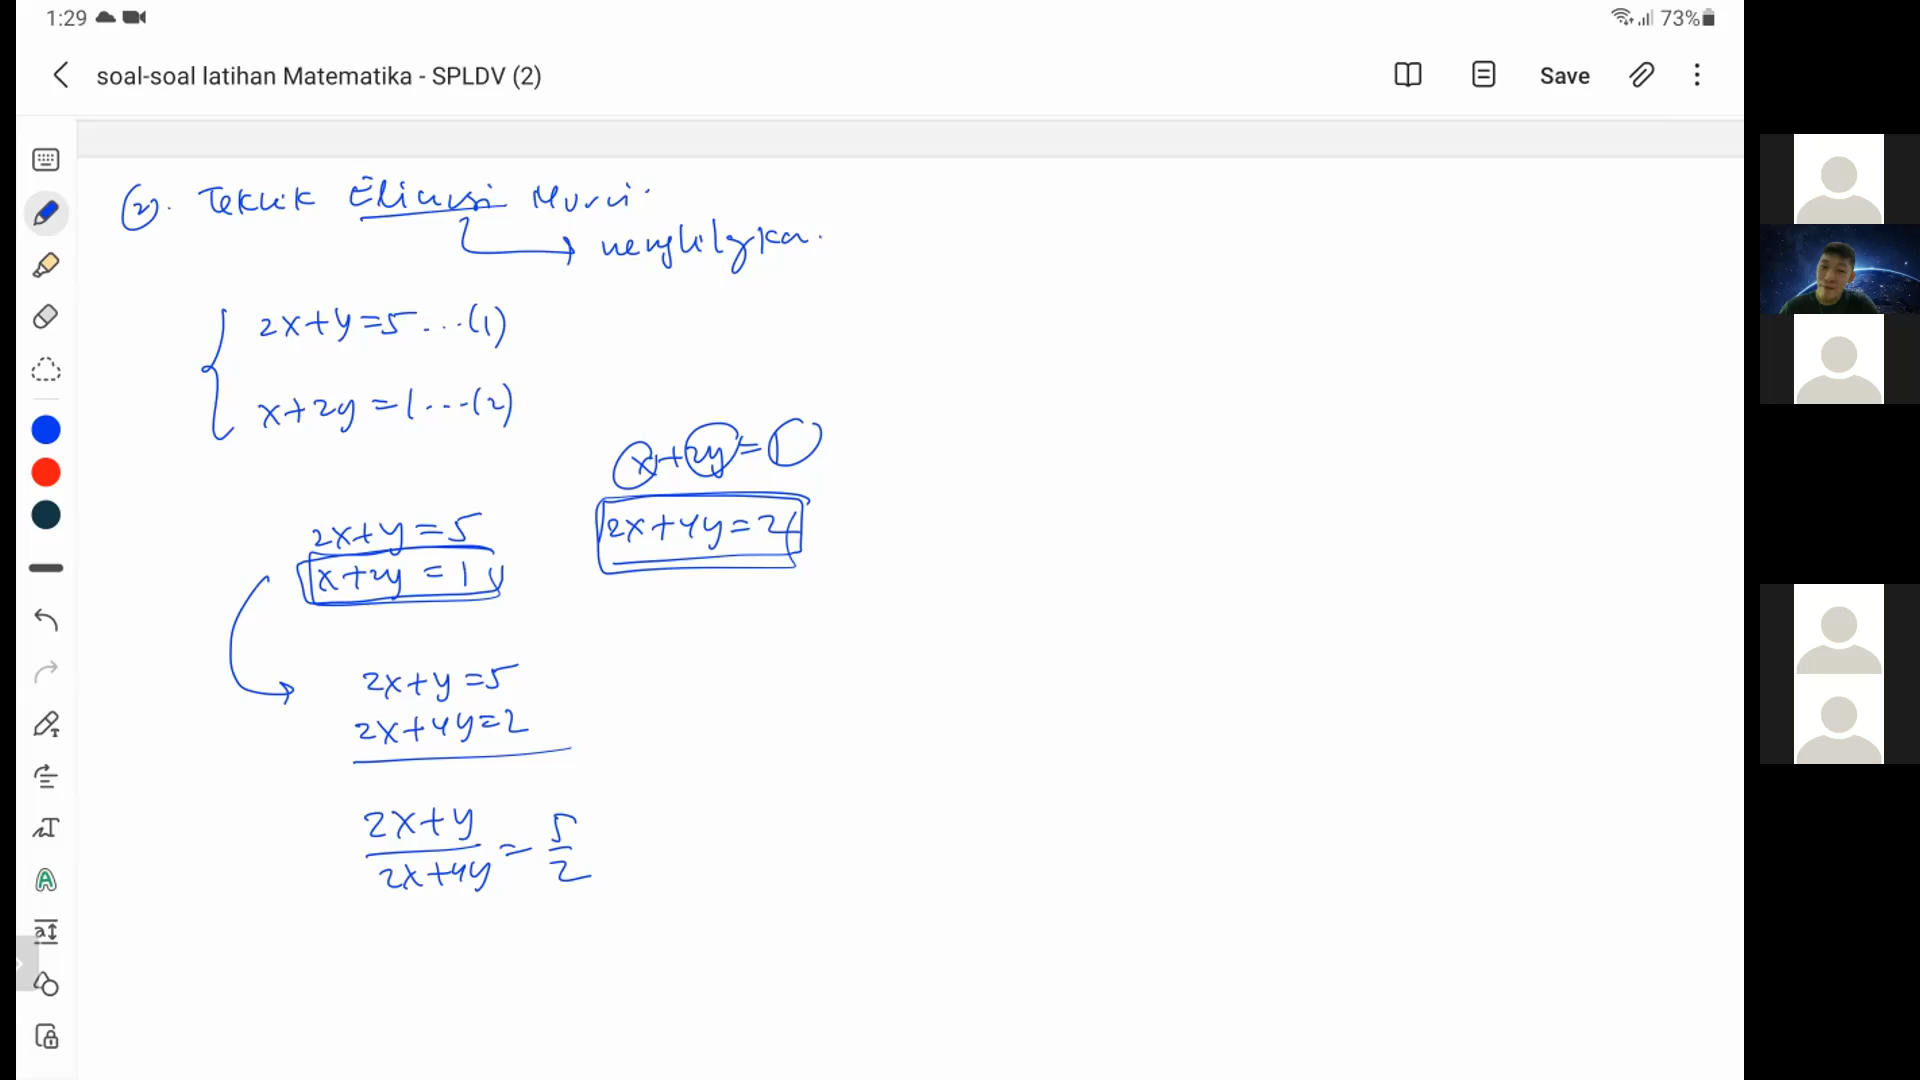 1:29
73%
soal-soal latihan Matematika - SPLDV (2)
Save
(2). Teknik Eliminasi Murni.
menghilangkan.
2x+y=5 ...(1)
x+2y=1 ...(2)
x+2y=1
2x+4y=2
2x+y=5
x+2y=1
2x+y=5
2x+4y=2
2x+y
2x+4y
=
5
2